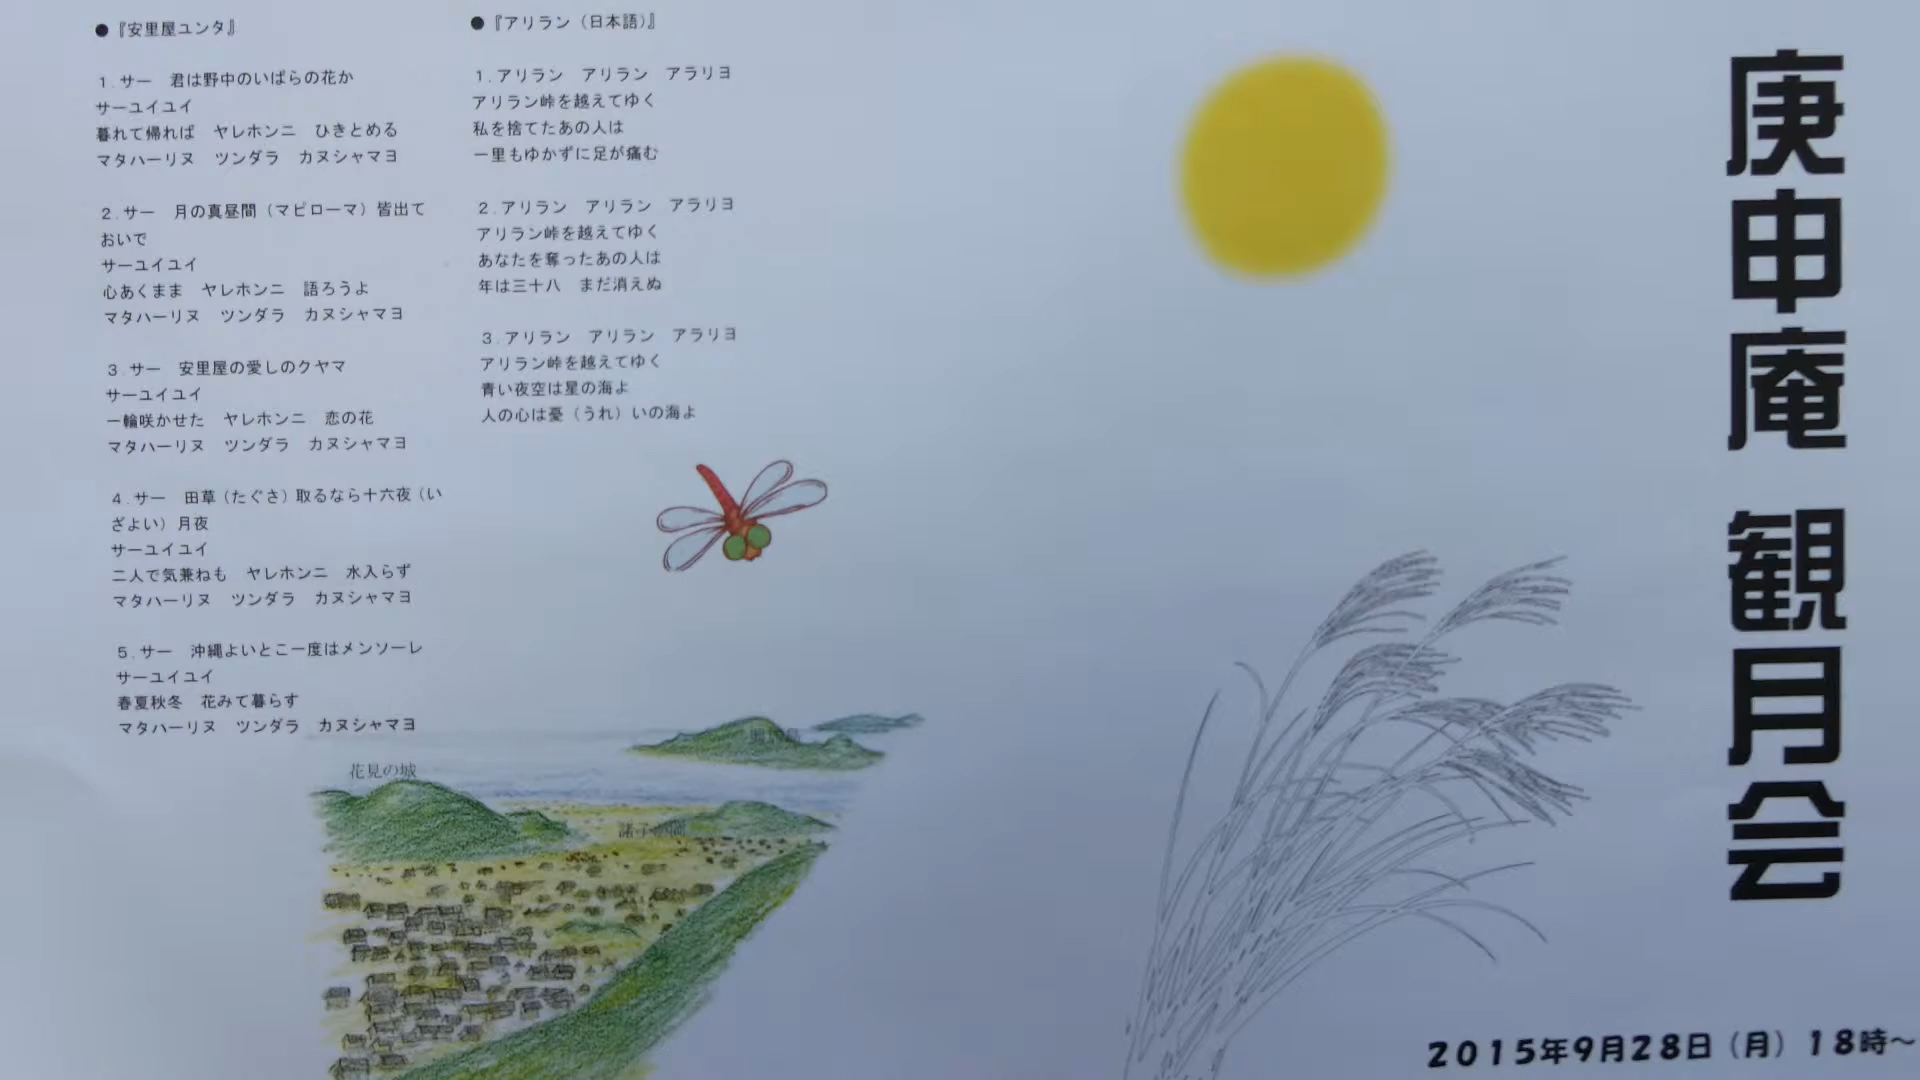 ●『安里屋ユンタ』
1.サー　君は野中のいばらの花か
サーユイユイ
暮れて帰れば　ヤレホンニ　ひきとめる
マタハーリヌ　ツンダラ　カヌシャマヨ
2.サー　月の真昼間（マピローマ）皆出て
おいで
サーユイユイ
心あくまま　ヤレホンニ　語ろうよ
マタハーリヌ　ツンダラ　カヌシャマヨ
3.サー　安里屋の愛しのクヤマ
サーユイユイ
一輪咲かせた　ヤレホンニ　恋の花
マタハーリヌ　ツンダラ　カヌシャマヨ
4.サー　田草（たぐさ）取るなら十六夜（い
ざよい）月夜
サーユイユイ
二人で気兼ねも　ヤレホンニ　水入らず
マタハーリヌ　ツンダラ　カヌシャマヨ
5.サー　沖縄よいとこ一度はメンソーレ
サーユイユイ
春夏秋冬　花みて暮らす
マタハーリヌ　ツンダラ　カヌシャマヨ
●『アリラン（日本語）』
1.アリラン　アリラン　アラリヨ
アリラン峠を越えてゆく
私を捨てたあの人は
一里もゆかずに足が痛む
2.アリラン　アリラン　アラリヨ
アリラン峠を越えてゆく
あなたを奪ったあの人は
年は三十八　まだ消えぬ
3.アリラン　アリラン　アラリヨ
アリラン峠を越えてゆく
青い夜空は星の海よ
人の心は憂（うれ）いの海よ
花見の城
庚申庵 観月会
2015年9月28日（月）18時～